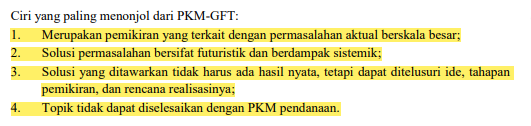 Ciri yang paling menonjol dari PKM-GFT:
1. Merupakan pemikiran yang terkait dengan permasalahan aktual berskala besar;
2. Solusi permasalahan bersifat futuristik dan berdampak sistemik;
3. Solusi yang ditawarkan tidak harus ada hasil nyata, tetapi dapat ditelusuri ide, tahapan
pemikiran, dan rencana realisasinya;
4. Topik tidak dapat diselesaikan dengan PKM pendanaan.